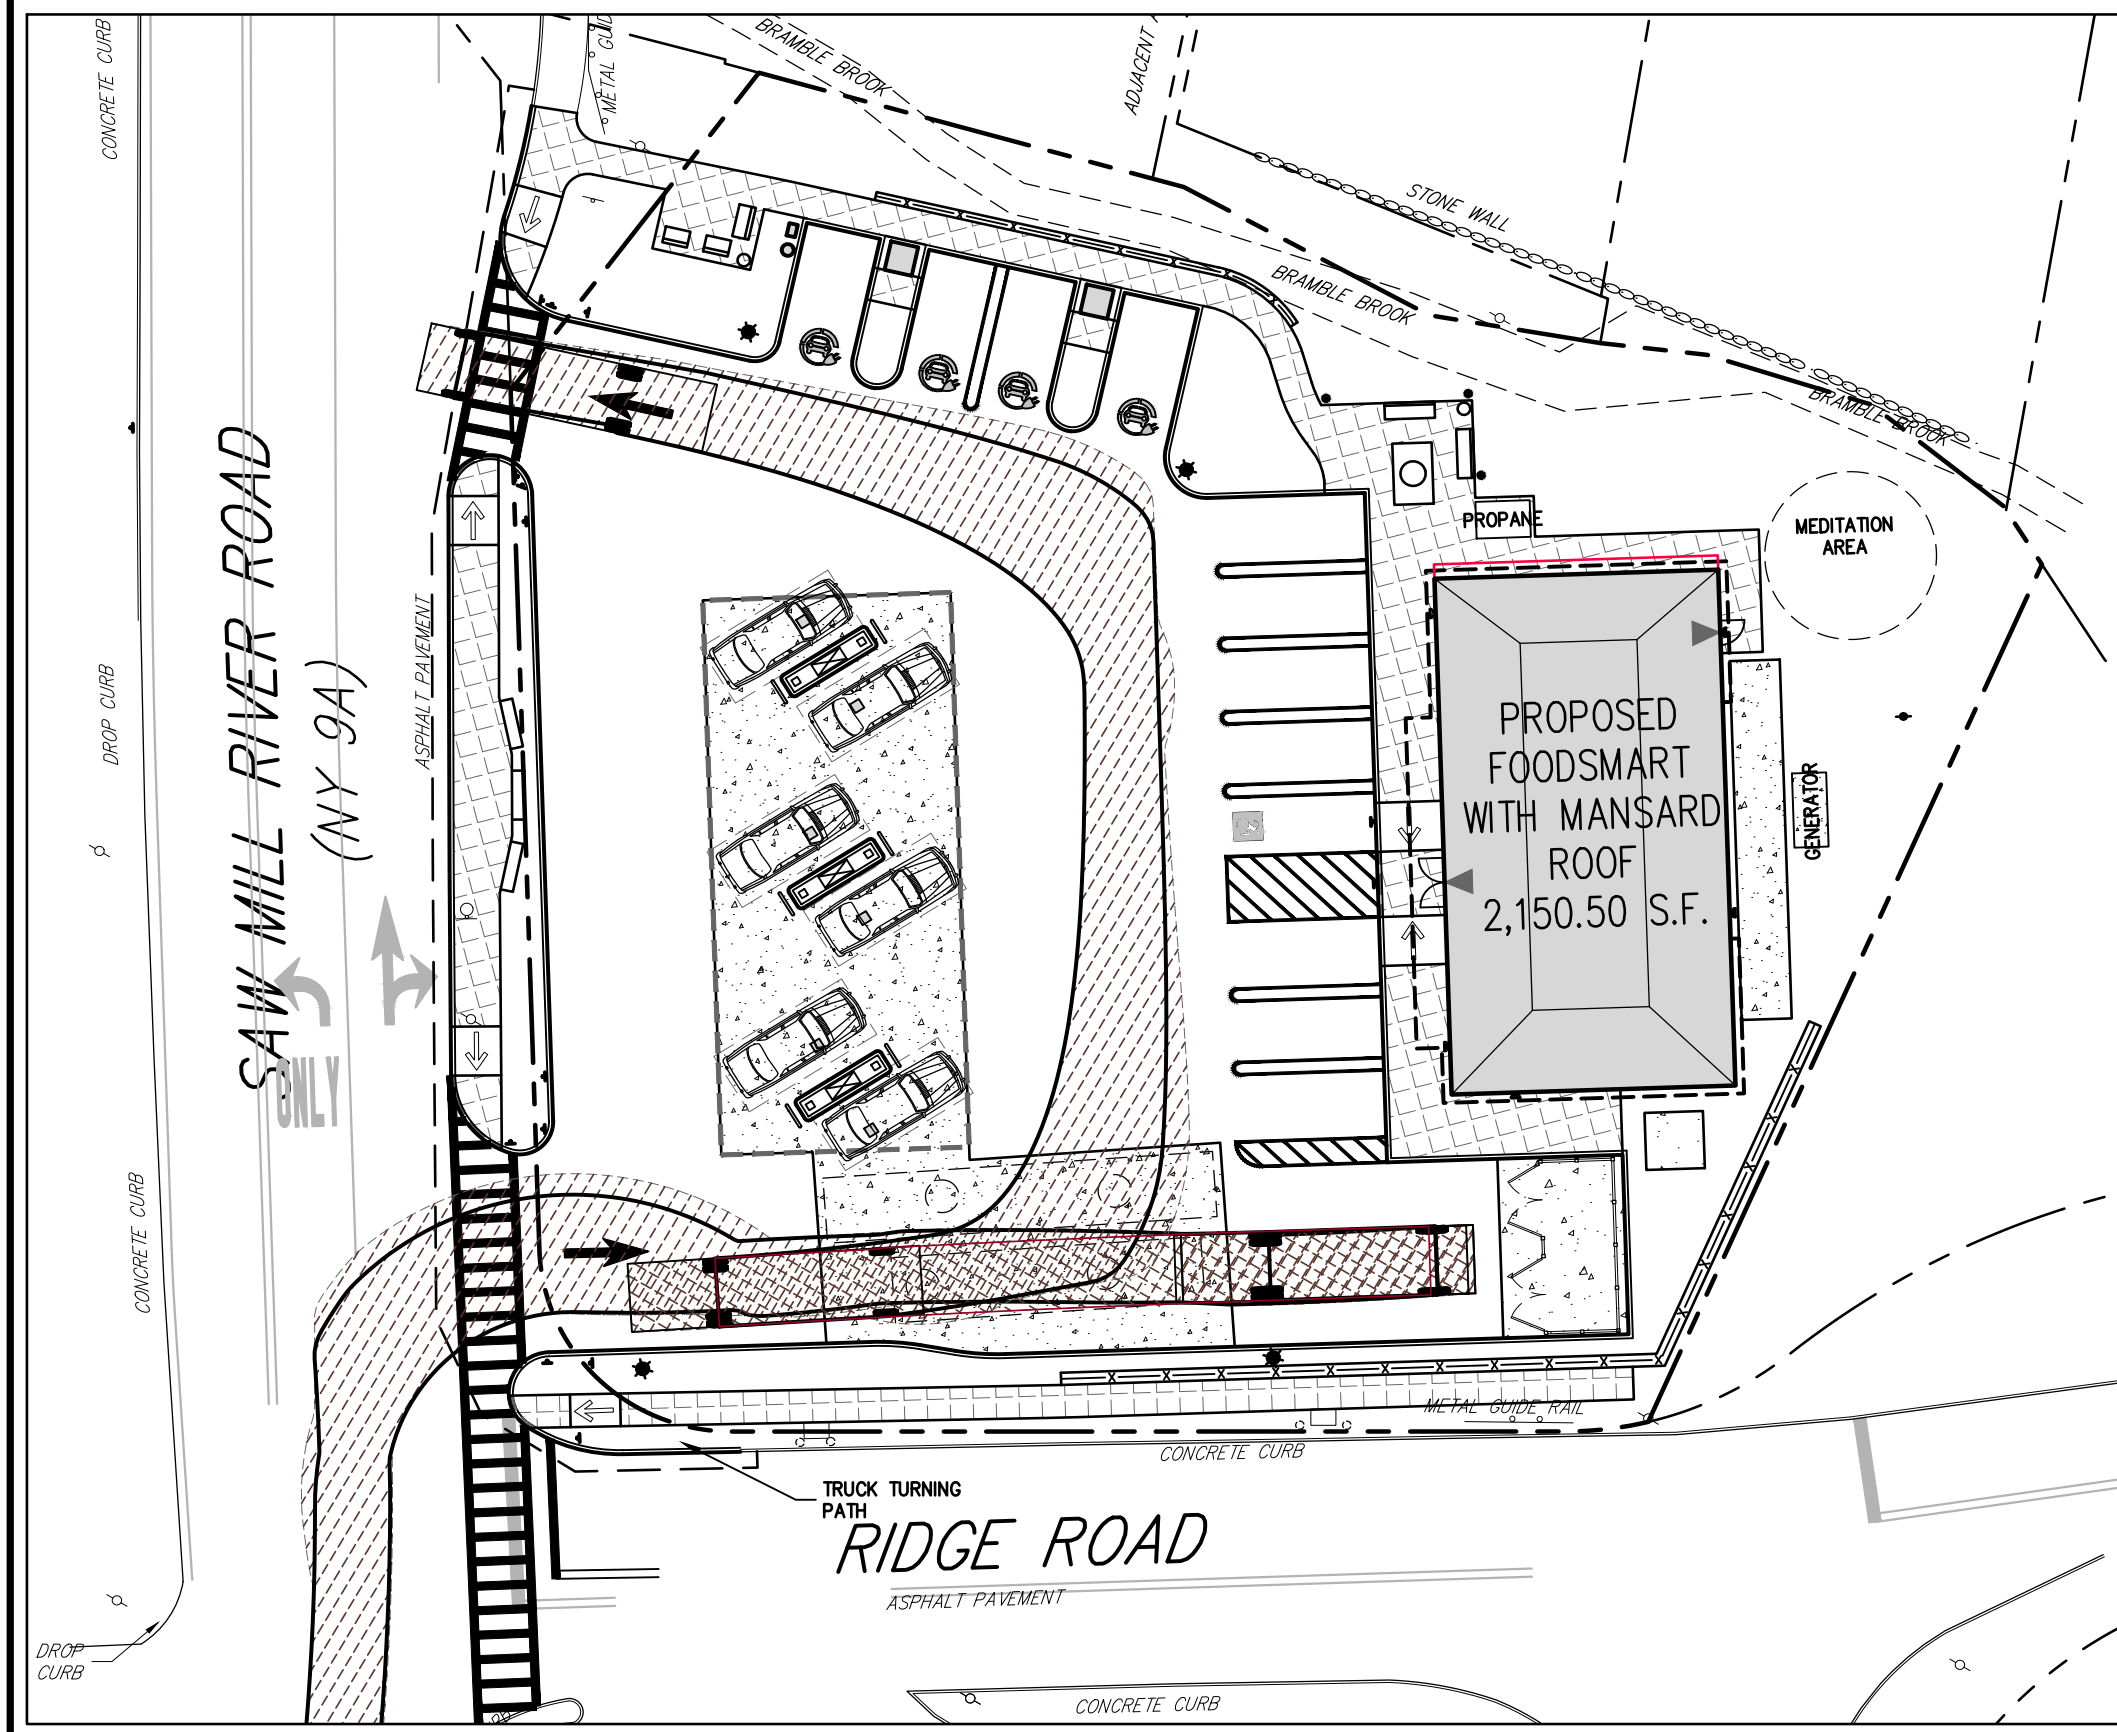 CONCRETE CURB
METAL GUID
BRAMBLE BROOK
ADJACENT
STONE WALL
BRAMBLE BROOK
BRAMBLE BROOK
PROPANE
MEDITATION
AREA
SAW MILL RIVER ROAD
(NY 9A)
ASPHALT PAVEMENT
DROP CURB
PROPOSED
FOODSMART
WITH MANSARD
ROOF
2,150.50 S.F.
GENERATOR
ONLY
CONCRETE CURB
METAL GUIDE RAIL
CONCRETE CURB
TRUCK TURNING
PATH
RIDGE ROAD
ASPHALT PAVEMENT
DROP
CURB
CONCRETE CURB